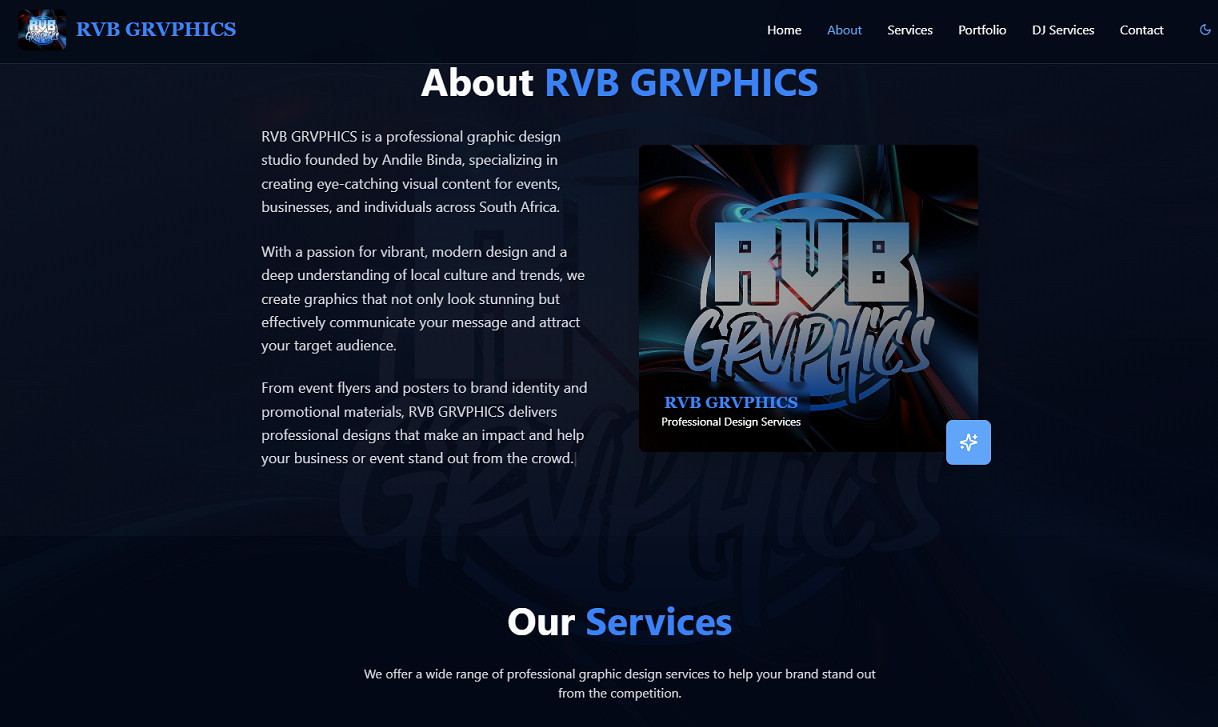 RVB GRVPHICS
RVB GRVPHICS
Home About Services Portfolio DJ Services Contact
About RVB GRVPHICS
RVB GRVPHICS is a professional graphic design
studio founded by Andile Binda, specializing in
creating eye-catching visual content for events,
businesses, and individuals across South Africa.
With a passion for vibrant, modern design and a
deep understanding of local culture and trends, we
create graphics that not only look stunning but
effectively communicate your message and attract
your target audience.
From event flyers and posters to brand identity and
promotional materials, RVB GRVPHICS delivers
professional designs that make an impact and help
your business or event stand out from the crowd.
RVB
GRVPHICS
RVB GRVPHICS
Professional Design Services
RVB
GRVPHICS
Our Services
We offer a wide range of professional graphic design services to help your brand stand out
from the competition.